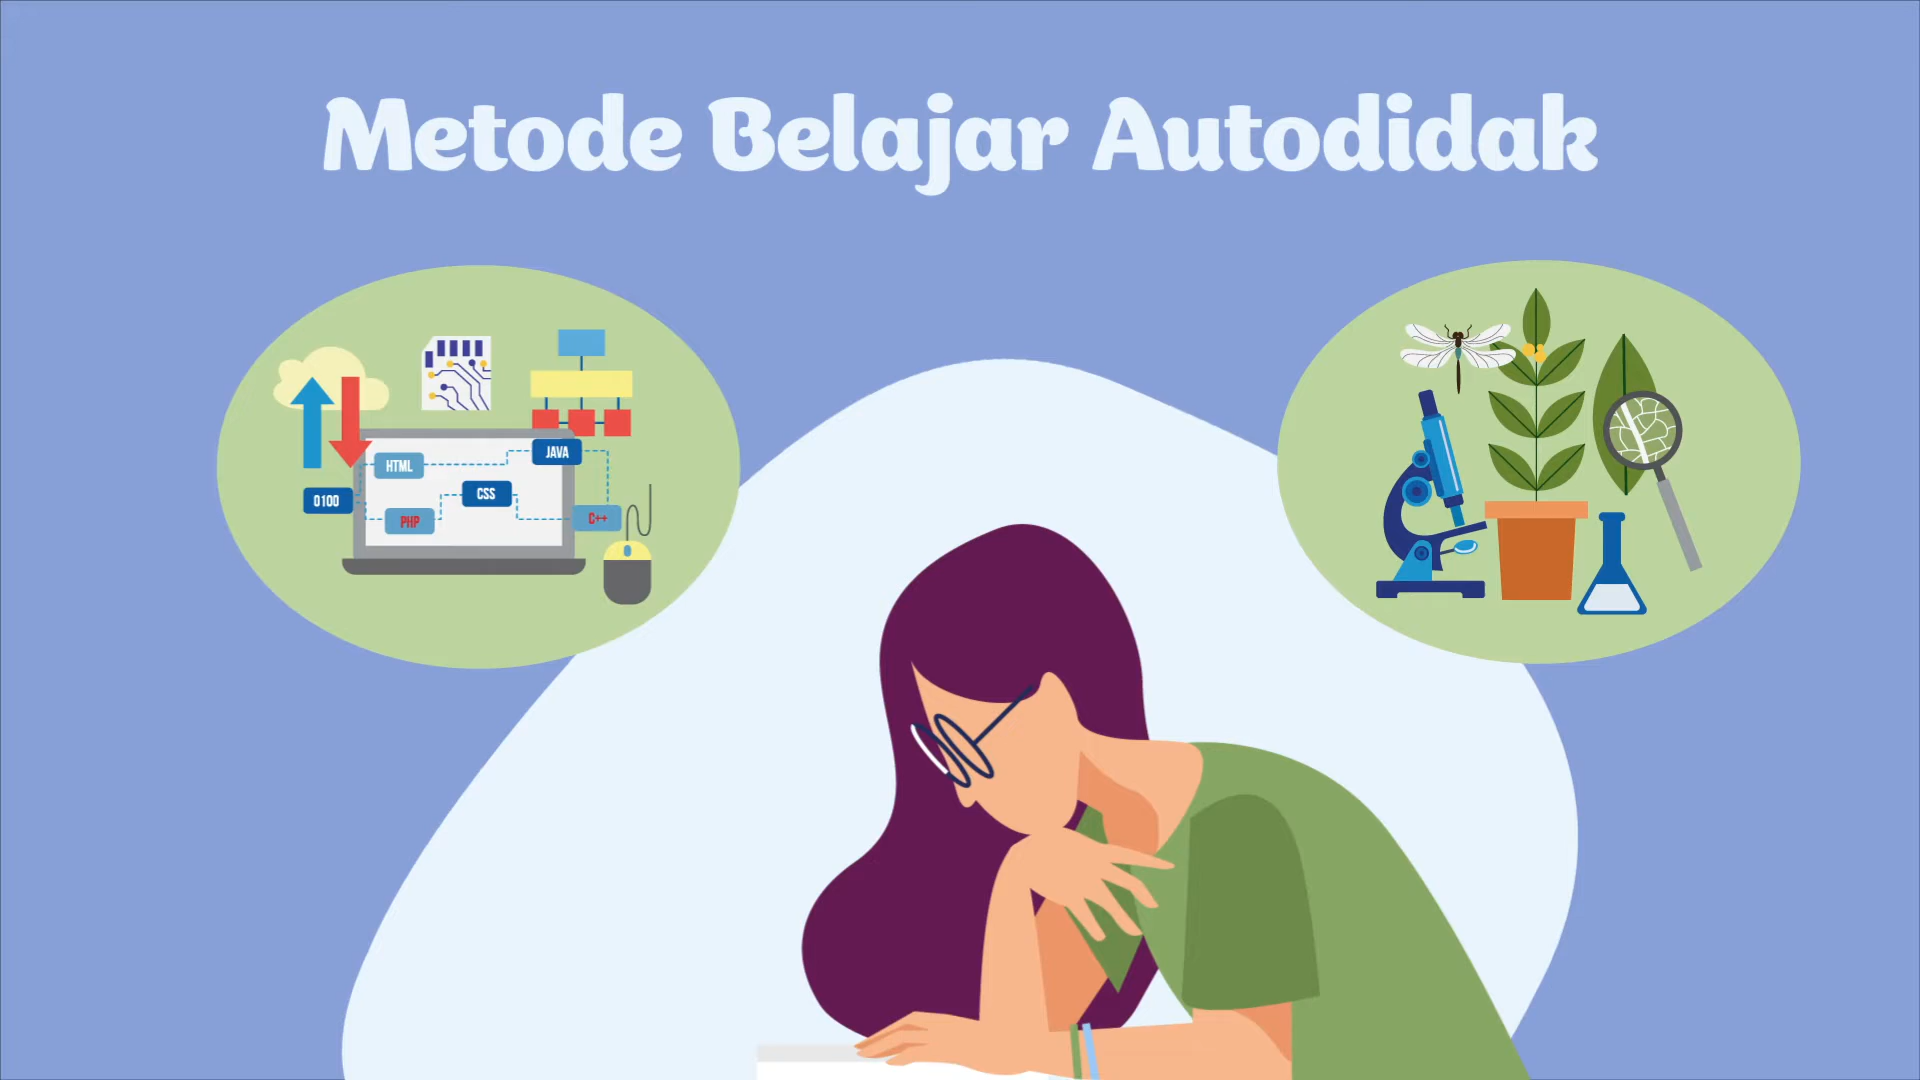 Metode Belajar Autodidak
JAVA
HTML
CSS
0100
PHP
C++